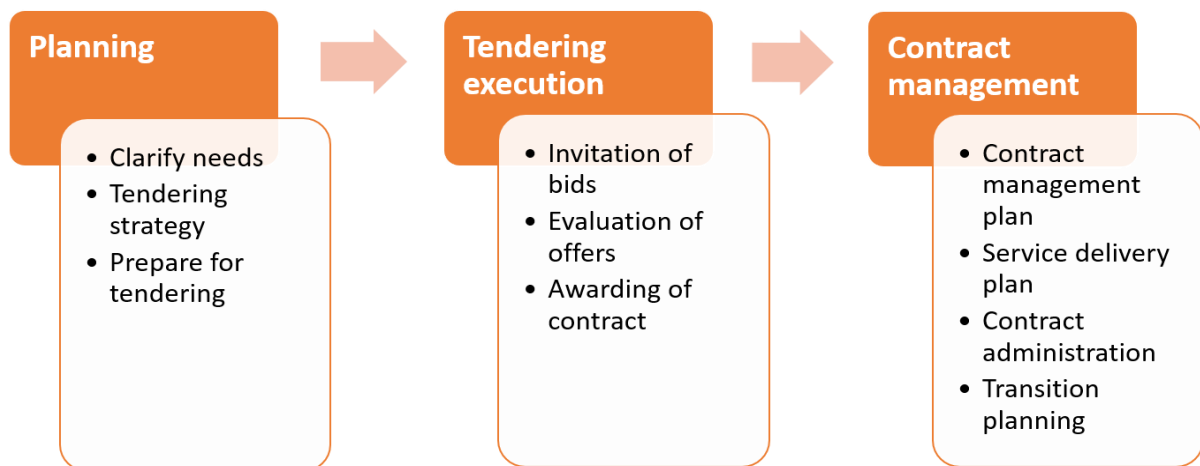 Planning
• Clarify needs
• Tendering
strategy
• Prepare for
tendering
Tendering
execution
• Invitation of
bids
• Evaluation of
offers
• Awarding of
contract
Contract
management
• Contract
management
plan
• Service delivery
plan
• Contract
administration
• Transition
planning